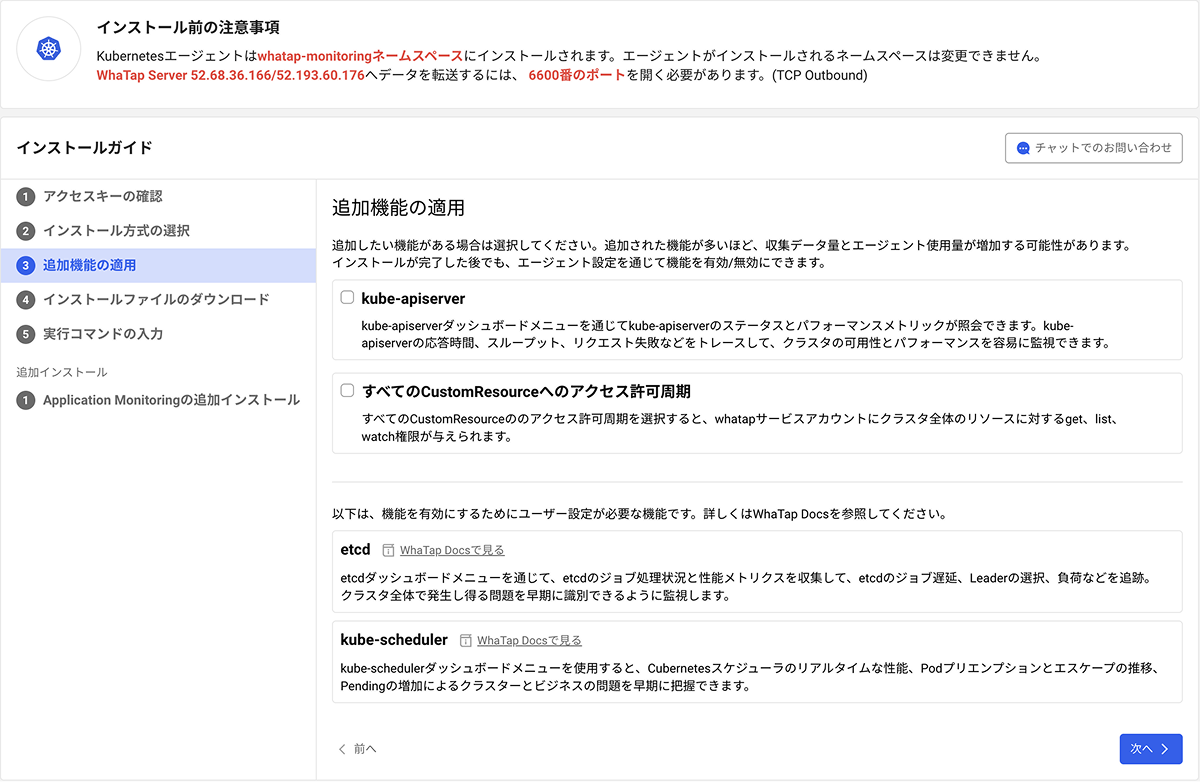 インストール前の注意事項
Kubernetesエージェントはwhatap-monitoringネームスペースにインストールされます。エージェントがインストールされるネームスペースは変更できません。
WhaTap Server 52.68.36.166/52.193.60.176へデータを転送するには、 6600番のポートを開く必要があります。(TCP Outbound)
インストールガイド
チャットでのお問い合わせ
1 アクセスキーの確認
2 インストール方式の選択
3 追加機能の適用
4 インストールファイルのダウンロード
5 実行コマンドの入力
追加インストール
1 Application Monitoringの追加インストール
追加機能の適用
追加したい機能がある場合は選択してください。追加された機能が多いほど、収集データ量とエージェント使用量が増加する可能性があります。
インストールが完了した後でも、エージェント設定を通じて機能を有効/無効にできます。
kube-apiserver
kube-apiserverダッシュボードメニューを通じてkube-apiserverのステータスとパフォーマンスメトリックが照会できます。kube-
apiserverの応答時間、スループット、リクエスト失敗などをトレースして、クラスタの可用性とパフォーマンスを容易に監視できます。
すべてのCustomResourceへのアクセス許可周期
すべてのCustomResourceののアクセス許可周期を選択すると、whatapサービスアカウントにクラスタ全体のリソースに対するget、list、
watch権限が与えられます。
以下は、機能を有効にするためにユーザー設定が必要な機能です。詳しくはWhaTap Docsを参照してください。
etcd WhaTap Docsで見る
etcdダッシュボードメニューを通じて、etcdのジョブ処理状況と性能メトリクスを収集して、etcdのジョブ遅延、Leaderの選択、負荷などを追跡。
クラスタ全体で発生し得る問題を早期に識別できるように監視します。
kube-scheduler WhaTap Docsで見る
kube-schedulerダッシュボードメニューを使用すると、Cubernetesスケジューラのリアルタイムな性能、Podプリエンプションとエスケープの推移、
Pendingの増加によるクラスターとビジネスの問題を早期に把握できます。
前へ
次へ